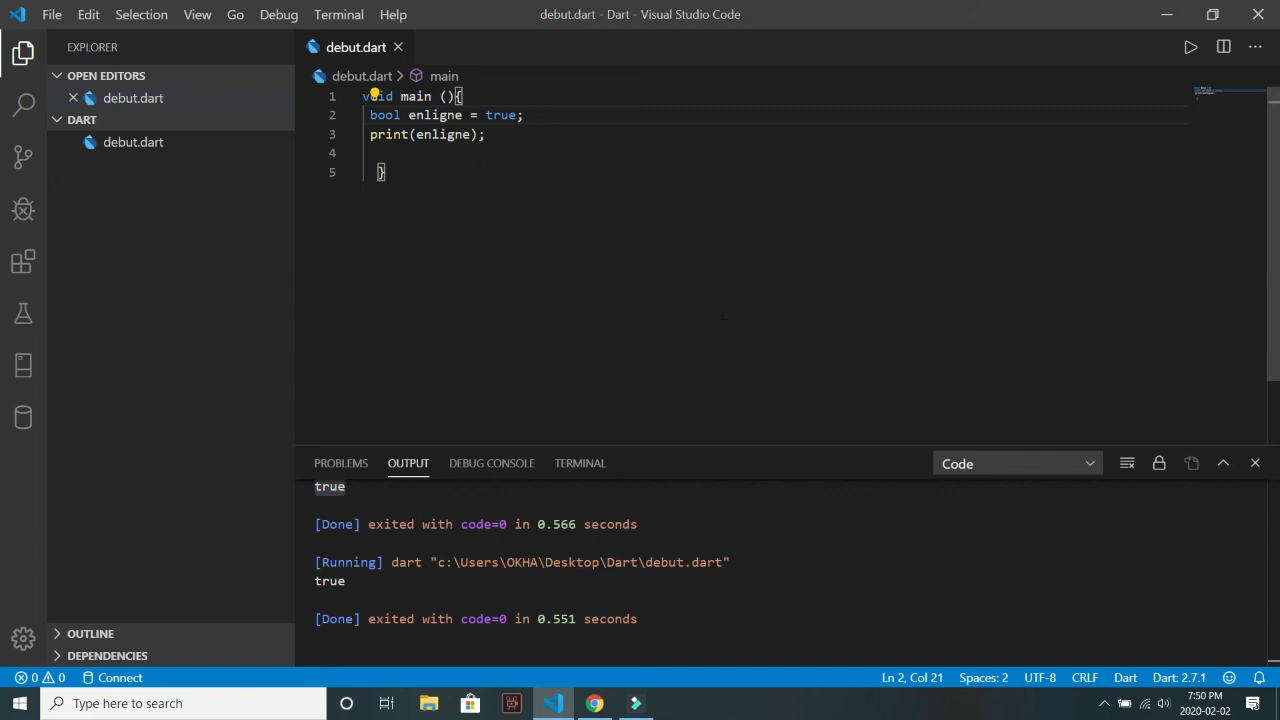 File Edit Selection View Go Debug Terminal Help
debut.dart - Dart - Visual Studio Code
EXPLORER
OPEN EDITORS
debut.dart
DART
debut.dart
OUTLINE
DEPENDENCIES
debut.dart
debut.dart > main
1 void main (){
2 bool enligne = true;
3 print(enligne);
4
5 }
PROBLEMS OUTPUT DEBUG CONSOLE TERMINAL
Code
true
[Done] exited with code=0 in 0.566 seconds
[Running] dart "c:\Users\OKHA\Desktop\Dart\debut.dart"
true
[Done] exited with code=0 in 0.551 seconds
0 0 Connect
Ln 2, Col 21 Spaces: 2 UTF-8 CRLF Dart Dart: 2.7.1
Type here to search
7:50 PM
2020-02-02